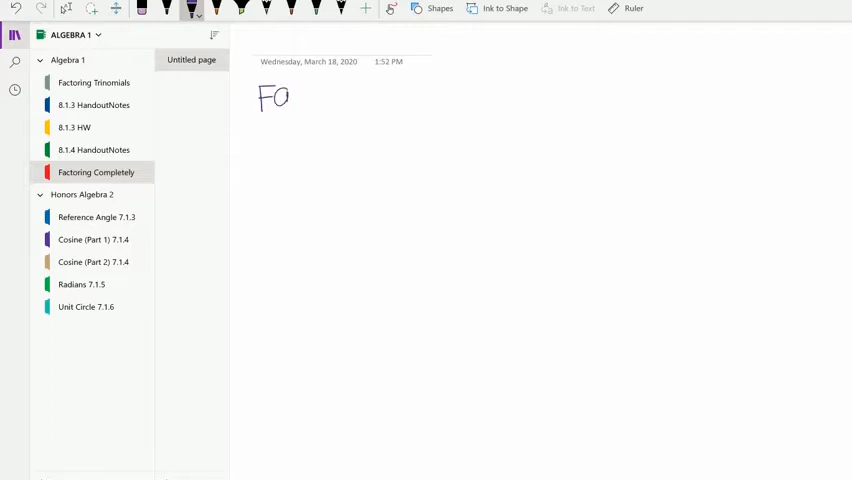 Shapes
Ink to Shape
Ink to Text
Ruler
ALGEBRA 1
Algebra 1
Factoring Trinomials
8.1.3 HandoutNotes
8.1.3 HW
8.1.4 HandoutNotes
Factoring Completely
Honors Algebra 2
Reference Angle 7.1.3
Cosine (Part 1) 7.1.4
Cosine (Part 2) 7.1.4
Radians 7.1.5
Unit Circle 7.1.6
Untitled page
Wednesday, March 18, 2020 1:52 PM
Fa